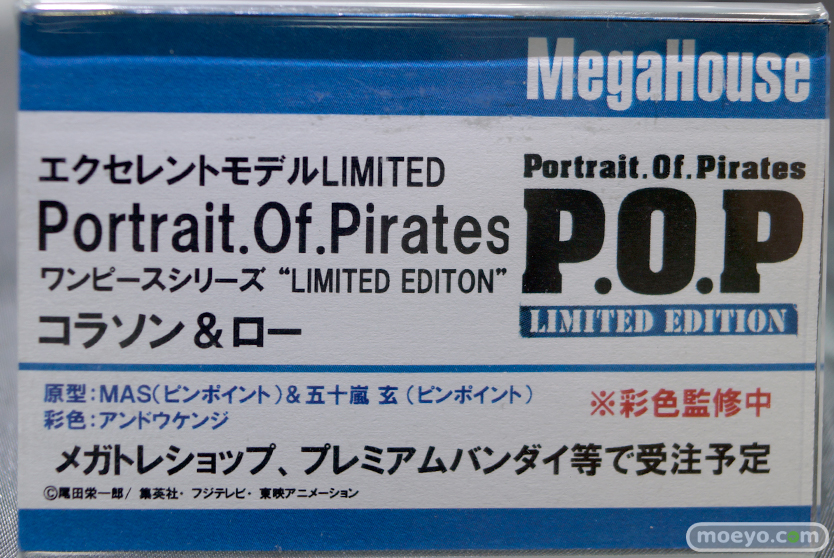 MegaHouse
エクセレントモデルLIMITED
Portrait.Of.Pirates
ワンピースシリーズ “LIMITED EDITON”
コラソン＆ロー
Portrait.Of.Pirates
P.O.P
LIMITED EDITION
原型：MAS（ピンポイント）＆五十嵐 玄（ピンポイント）
彩色：アンドウケンジ
※彩色監修中
メガトレショップ、プレミアムバンダイ等で受注予定
©尾田栄一郎/ 集英社・フジテレビ・東映アニメーション
moeyo.com